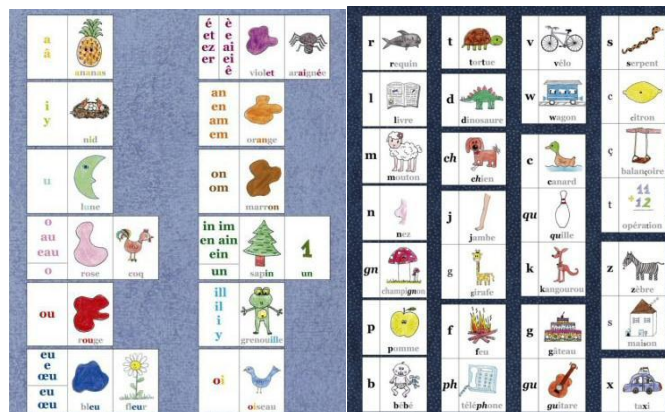 a
â
ananas
i
y
nid
u
lune
o
au
eau
o
rose
coq
ou
rouge
eu
e
œu
eu
œu
bleu
fleur
é
et
ez
er
è
e
ai
ei
ê
violet
araignée
an
en
am
em
orange
on
om
marron
in im
en ain
ein
un
sapin
1
un
ill
il
i
y
grenouille
oi
oiseau
r
requin
l
livre
m
mouton
n
nez
gn
champignon
p
pomme
b
bébé
t
tortue
d
dinosaure
ch
chien
j
jambe
g
girafe
f
feu
ph
téléphone
v
vélo
w
wagon
c
canard
qu
quille
k
kangourou
g
gâteau
gu
guitare
s
serpent
c
citron
ç
balançoire
t
11
+12
opération
z
zèbre
s
maison
x
taxi